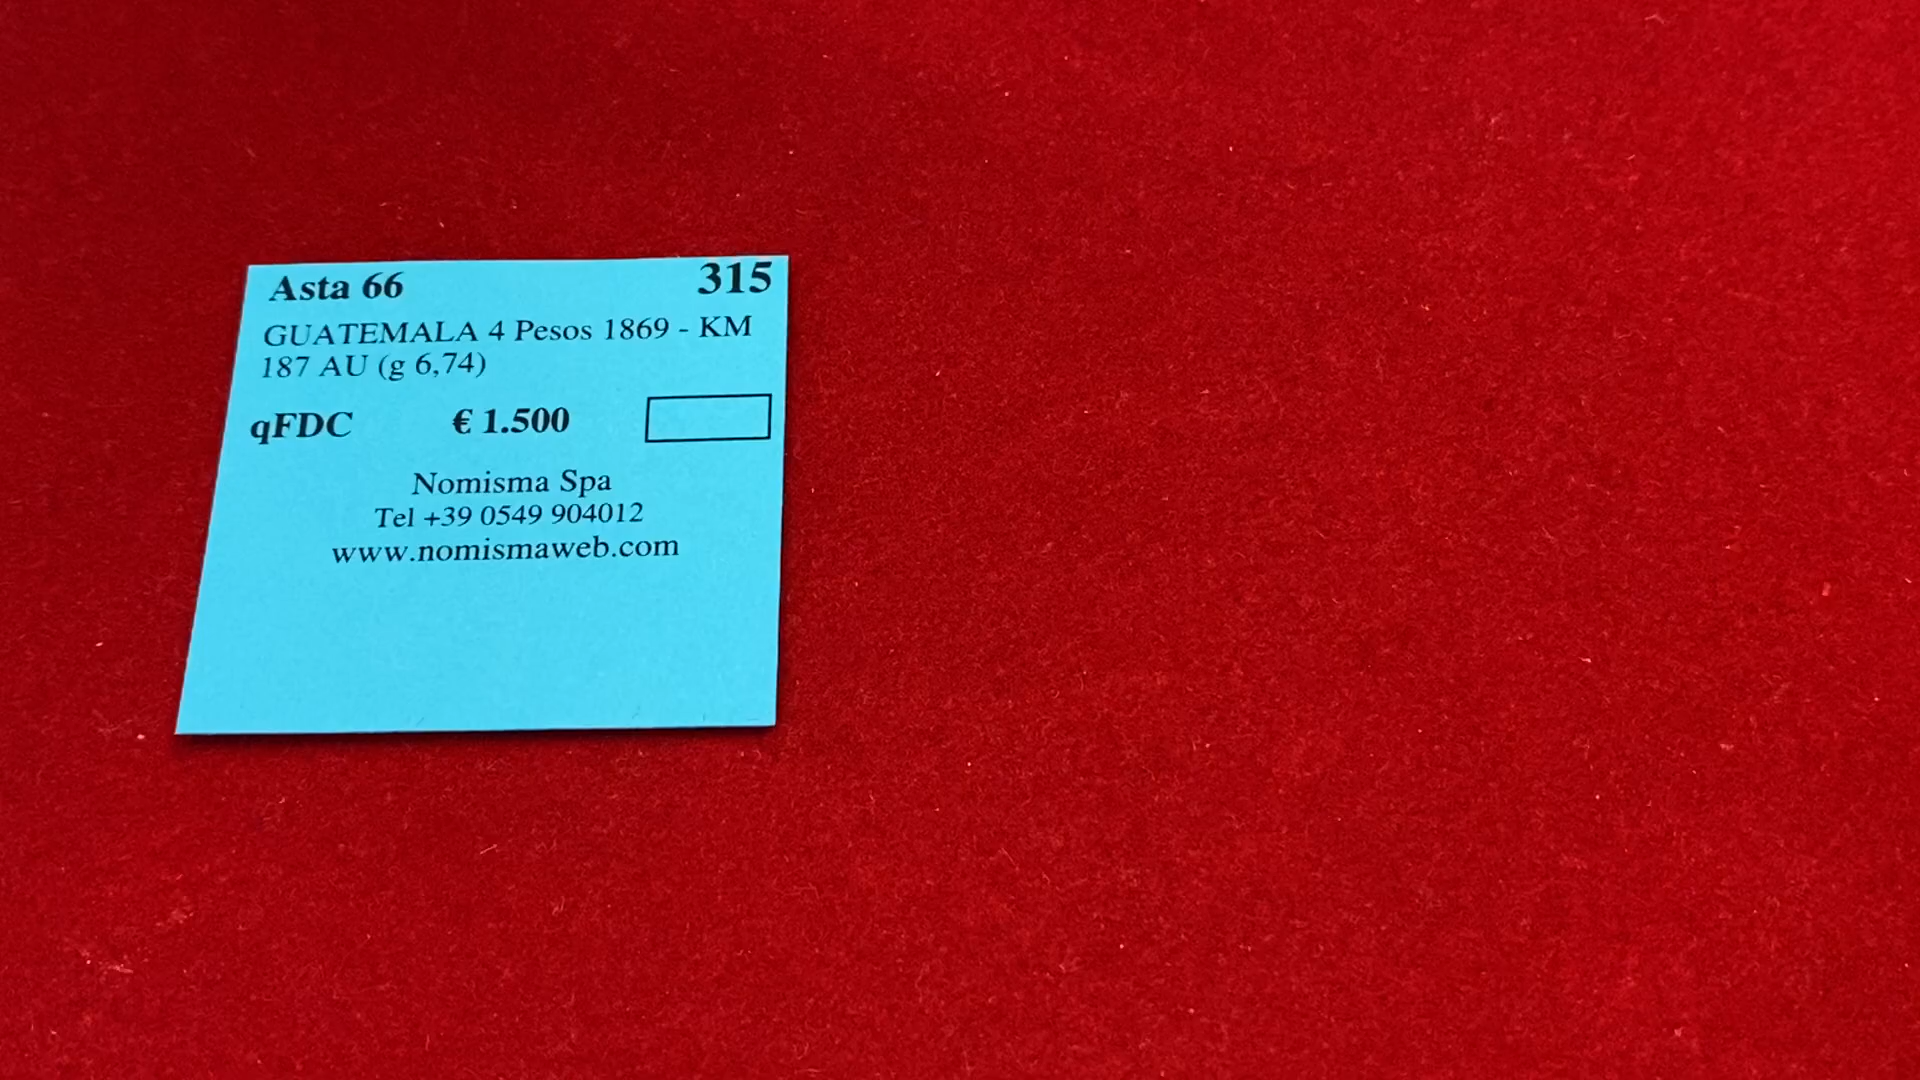 Asta 66 315
GUATEMALA 4 Pesos 1869 - KM
187 AU (g 6,74)
qFDC € 1.500
Nomisma Spa
Tel +39 0549 904012
www.nomismaweb.com